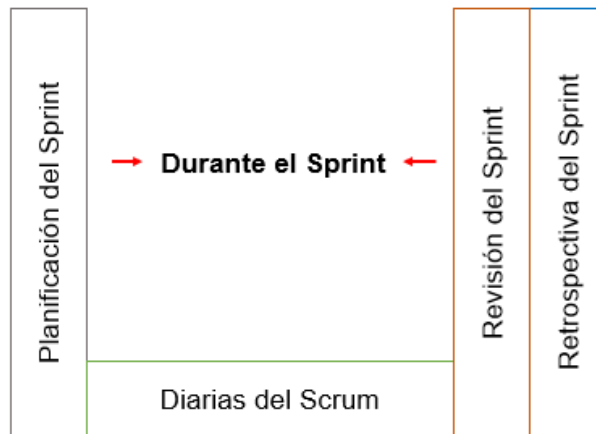 Planificación del Sprint
Durante el Sprint
Diarias del Scrum
Revisión del Sprint
Retrospectiva del Sprint